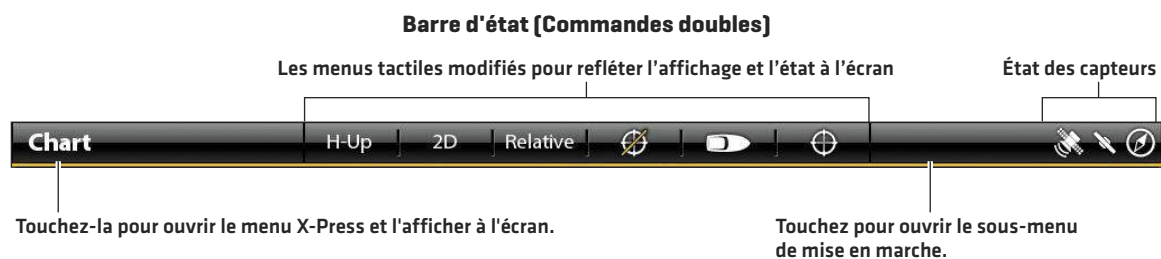 Barre d'état (Commandes doubles)
Les menus tactiles modifiés pour refléter l’affichage et l’état à l’écran
État des capteurs
Chart
H-Up
2D
Relative
Touchez-la pour ouvrir le menu X-Press et l'afficher à l'écran.
Touchez pour ouvrir le sous-menu
de mise en marche.